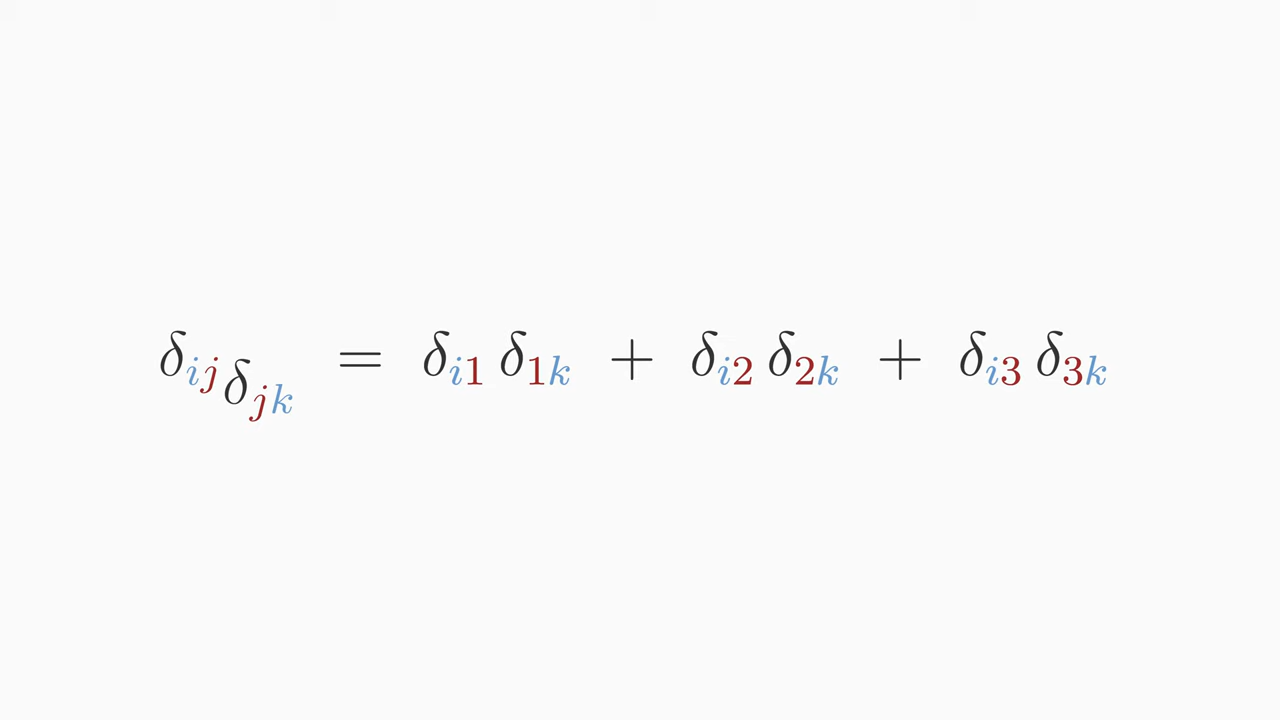 δ_{ij}δ_{jk} = δ_{i1} δ_{1k} + δ_{i2} δ_{2k} + δ_{i3} δ_{3k}